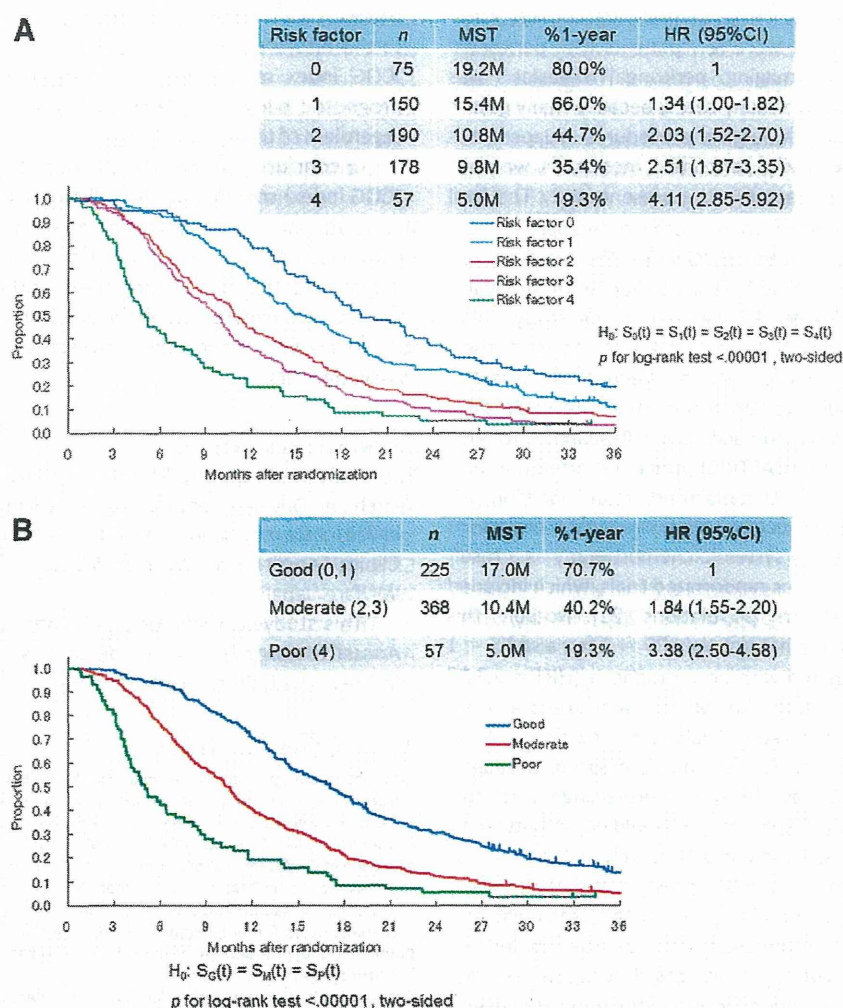 A
Risk factor n MST %1-year HR (95%CI)
0 75 19.2M 80.0% 1
1 150 15.4M 66.0% 1.34 (1.00-1.82)
2 190 10.8M 44.7% 2.03 (1.52-2.70)
3 178 9.8M 35.4% 2.51 (1.87-3.35)
4 57 5.0M 19.3% 4.11 (2.85-5.92)
1.0
0.9
0.8
0.7
0.6
0.5
0.4
0.3
0.2
0.1
0.0
Proportion
Risk factor 0
Risk factor 1
Risk factor 2
Risk factor 3
Risk factor 4
H₀: S₀(t) = S₁(t) = S₂(t) = S₃(t) = S₄(t)
p for log-rank test <.00001 , two-sided
0 3 6 9 12 15 18 21 24 27 30 33 36
Months after randomization
B
n MST %1-year HR (95%CI)
Good (0,1) 225 17.0M 70.7% 1
Moderate (2,3) 368 10.4M 40.2% 1.84 (1.55-2.20)
Poor (4) 57 5.0M 19.3% 3.38 (2.50-4.58)
1.0
0.9
0.8
0.7
0.6
0.5
0.4
0.3
0.2
0.1
0.0
Proportion
Good
Moderate
Poor
0 3 6 9 12 15 18 21 24 27 30 33 36
Months after randomization
H₀: S_G(t) = S_M(t) = S_P(t)
p for log-rank test <.00001 , two-sided